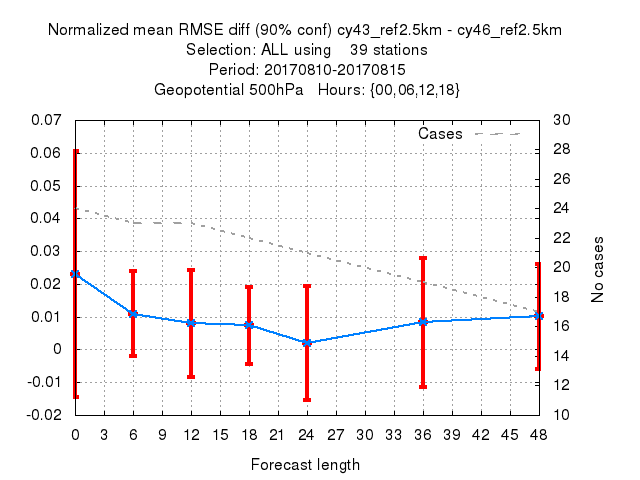 Normalized mean RMSE diff (90% conf) cy43_ref2.5km - cy46_ref2.5km
Selection: ALL using 39 stations
Period: 20170810-20170815
Geopotential 500hPa Hours: {00,06,12,18}
Cases
0.07
0.06
0.05
0.04
0.03
0.02
0.01
0
-0.01
-0.02
30
28
26
24
22
20
18
16
14
12
10
No cases
0 3 6 9 12 15 18 21 24 27 30 33 36 39 42 45 48
Forecast length